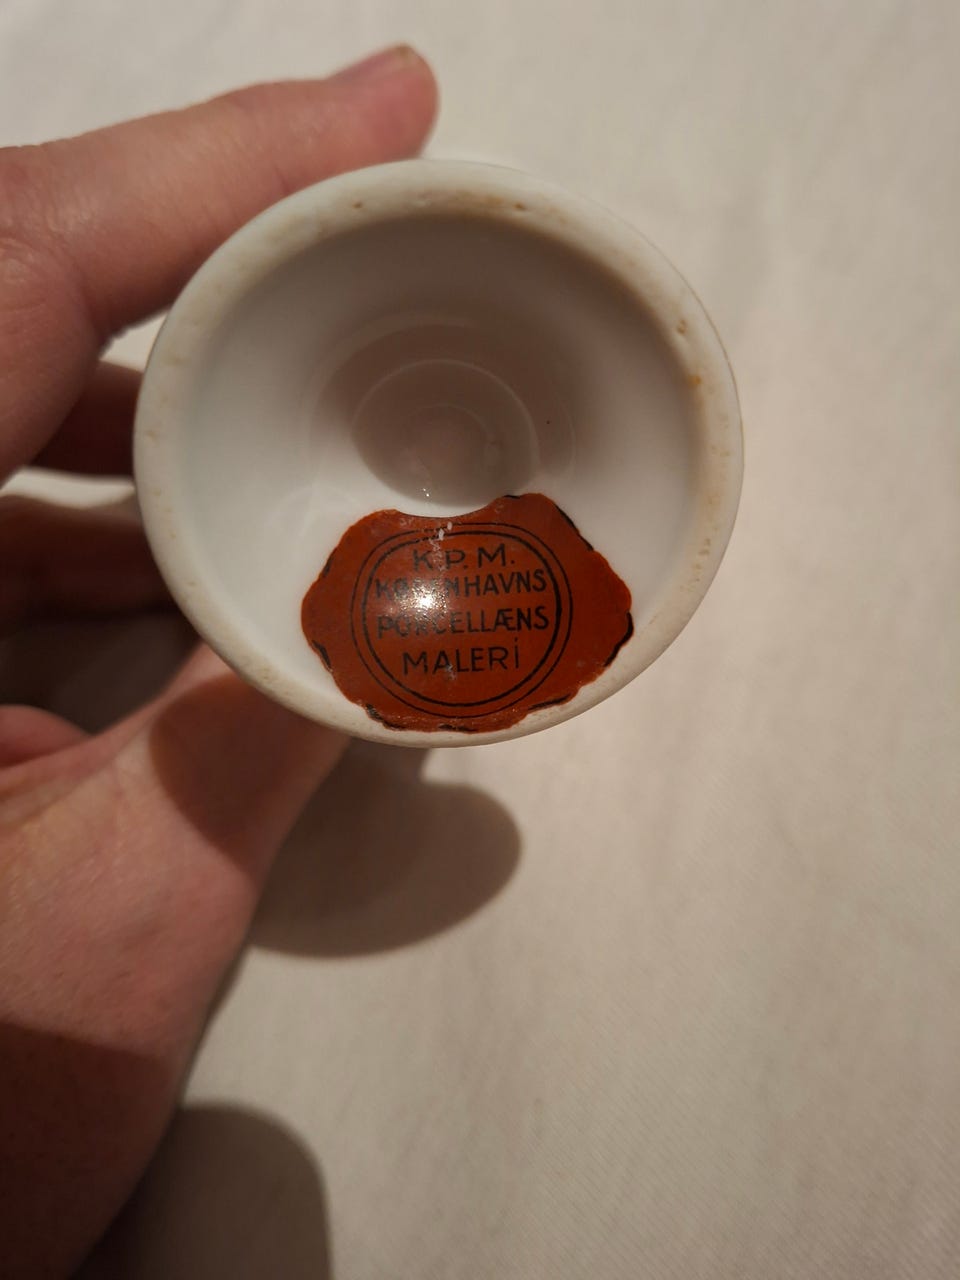 K.P.M.
KØBENHAVNS
PORCELLÆNS
MALERi